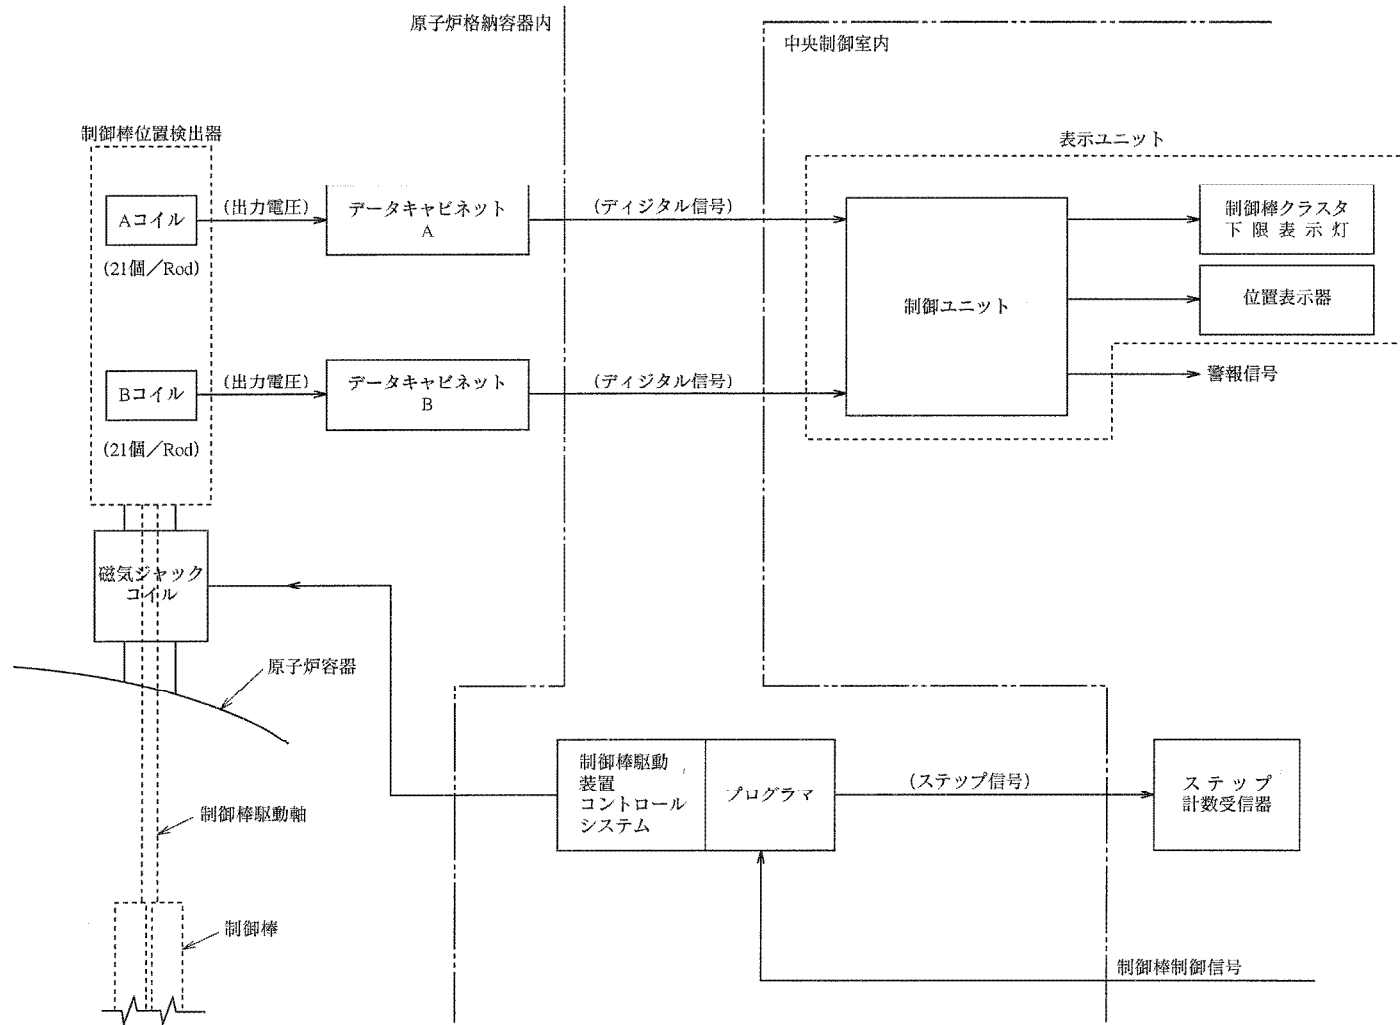 原子炉格納容器内
中央制御室内
制御棒位置検出器
表示ユニット
Aコイル
(21個/Rod)
(出力電圧)
データキャビネット
A
(ディジタル信号)
制御ユニット
制御棒クラスタ
下限表示灯
位置表示器
警報信号
Bコイル
(21個/Rod)
(出力電圧)
データキャビネット
B
(ディジタル信号)
磁気ジャック
コイル
原子炉容器
制御棒駆動軸
制御棒
制御棒駆動
装置
コントロール
システム
プログラマ
(ステップ信号)
ステップ
計数受信器
制御棒制御信号